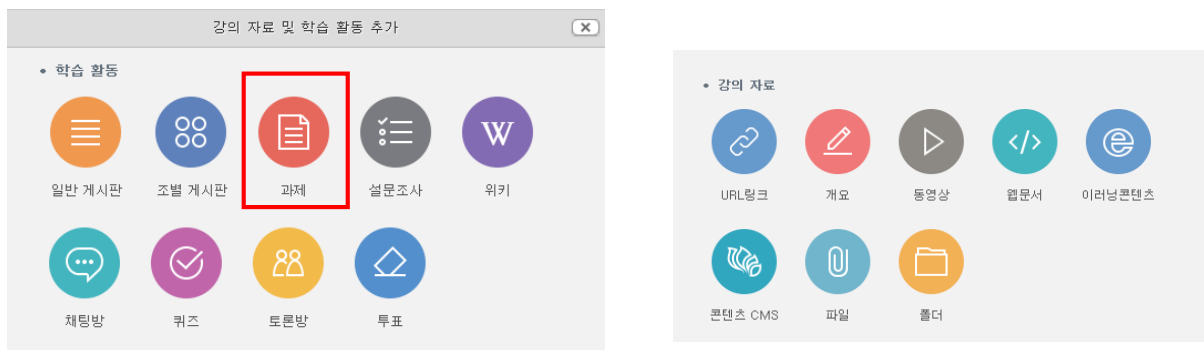 강의 자료 및 학습 활동 추가
• 학습 활동
W
일반 게시판 조별 게시판 과제 설문조사 위키
채팅방 퀴즈 토론방 투표
• 강의 자료
</>
URL링크 개요 동영상 웹문서 이러닝콘텐츠
콘텐츠 CMS 파일 폴더